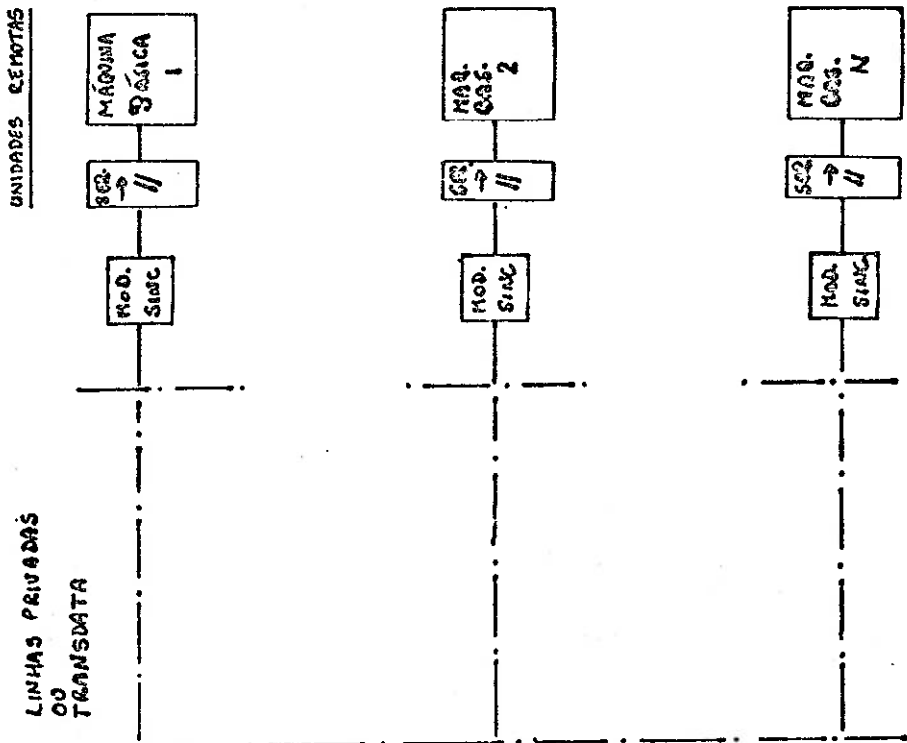 UNIDADES REMOTAS
MÁQUINA
BÁSICA
1
SER.
→
//
MOD.
SINC
MAQ.
BAS.
2
SER.
→
//
MOD.
SINC
MAQ.
BAS.
N
SER.
→
//
MOD.
SINC
LINHAS PRIVADAS
OU
TRANSDATA